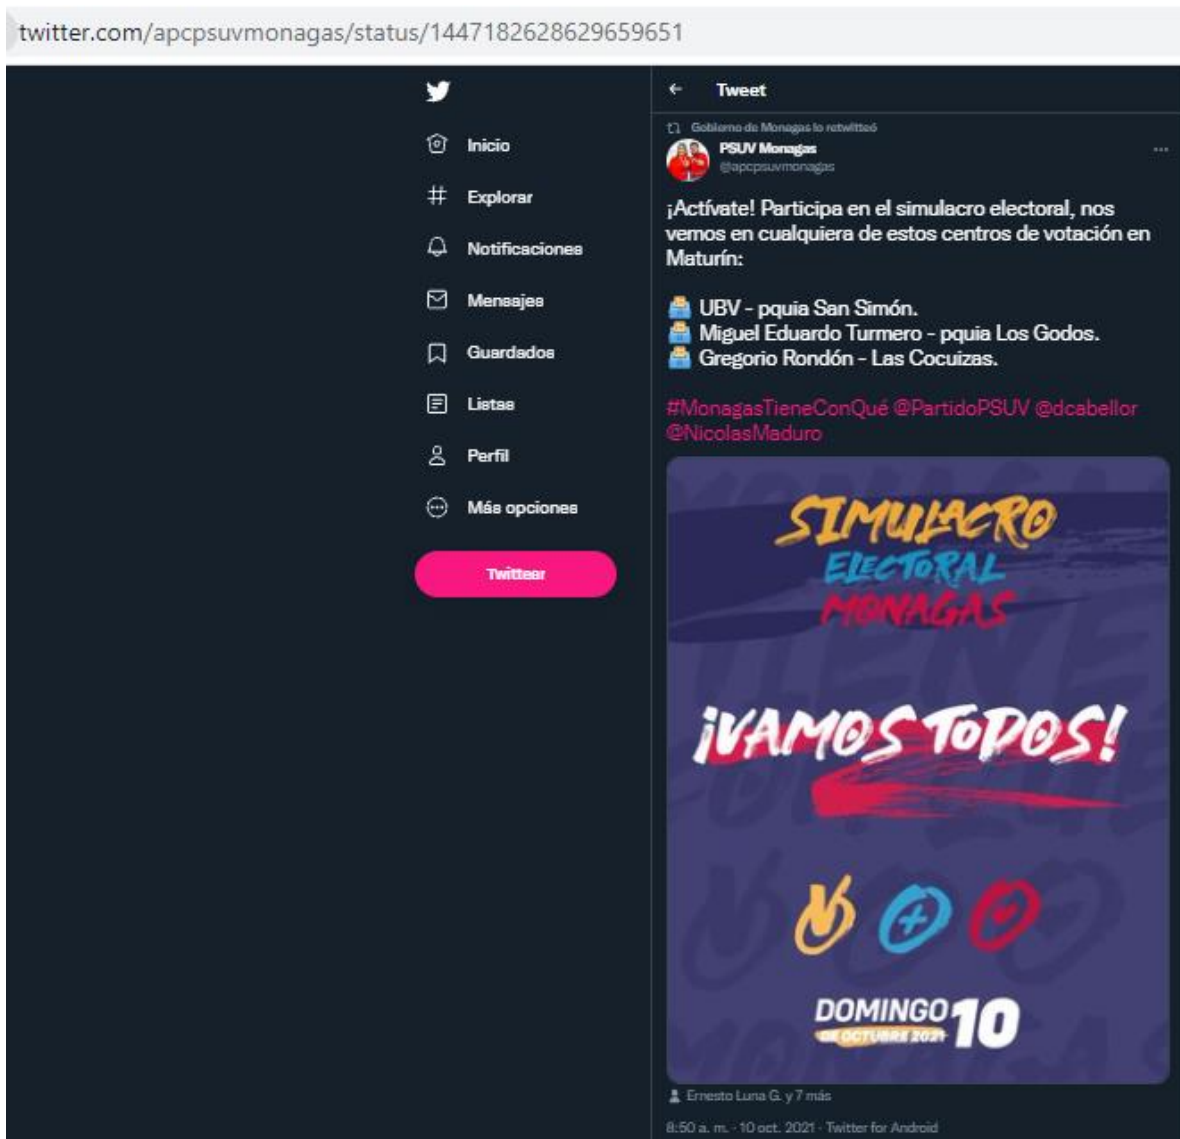 twitter.com/apcpsuvmonagas/status/1447182628629659651
Inicio
Explorar
Notificaciones
Mensajes
Guardados
Listas
Perfil
Más opciones
Twittear
Tweet
Gobierno de Monagas lo retwitteó
PSUV Monagas
@apcpsuvmonagas
¡Actívate! Participa en el simulacro electoral, nos
vemos en cualquiera de estos centros de votación en
Maturín:
UBV - pquia San Simón.
Miguel Eduardo Turmero - pquia Los Godos.
Gregorio Rondón - Las Cocuizas.
#MonagasTieneConQué @PartidoPSUV @dcabellor
@NicolasMaduro
SIMULACRO
ELECTORAL
MONAGAS
¡VAMOS TODOS!
DOMINGO 10
DE OCTUBRE 2021
Ernesto Luna G. y 7 más
8:50 a. m. · 10 oct. 2021 · Twitter for Android